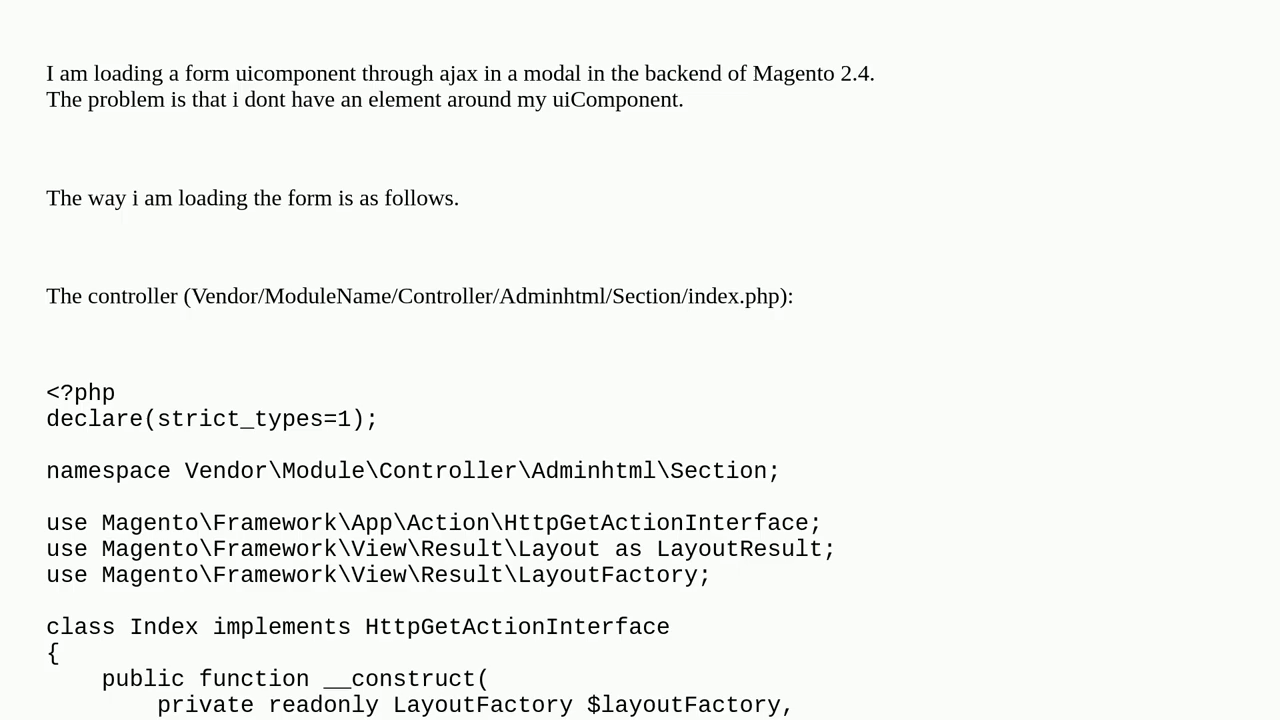 I am loading a form uicomponent through ajax in a modal in the backend of Magento 2.4.
The problem is that i dont have an element around my uiComponent.
The way i am loading the form is as follows.
The controller (Vendor/ModuleName/Controller/Adminhtml/Section/index.php):
<?php
declare(strict_types=1);
namespace Vendor\Module\Controller\Adminhtml\Section;
use Magento\Framework\App\Action\HttpGetActionInterface;
use Magento\Framework\View\Result\Layout as LayoutResult;
use Magento\Framework\View\Result\LayoutFactory;
class Index implements HttpGetActionInterface
{
    public function __construct(
        private readonly LayoutFactory $layoutFactory,